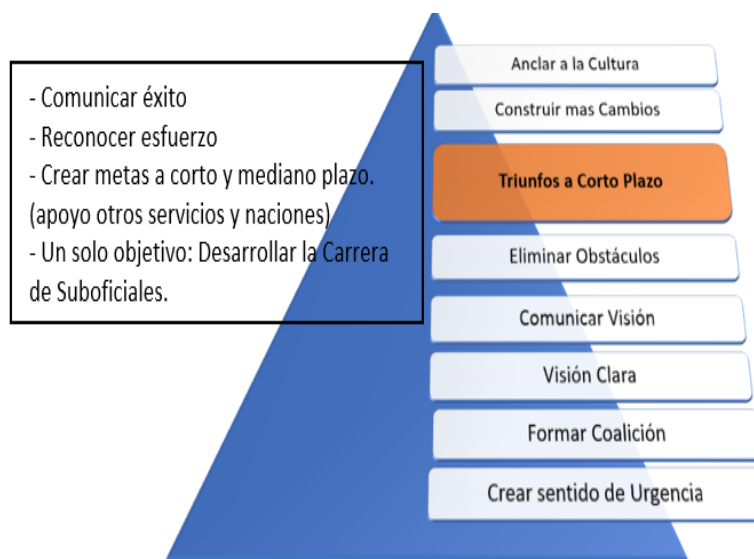 - Comunicar éxito
- Reconocer esfuerzo
- Crear metas a corto y mediano plazo.
(apoyo otros servicios y naciones)
- Un solo objetivo: Desarrollar la Carrera
de Suboficiales.
Anclar a la Cultura
Construir mas Cambios
Triunfos a Corto Plazo
Eliminar Obstáculos
Comunicar Visión
Visión Clara
Formar Coalición
Crear sentido de Urgencia